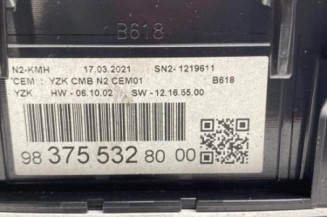 B618
N2-KMH 17.03.2021 SN2- 1219611
CEM : YZK CMB N2 CEM01 B618
YZK HW - 06.10.02 SW - 12.16.55.00
98 375 532 80 00